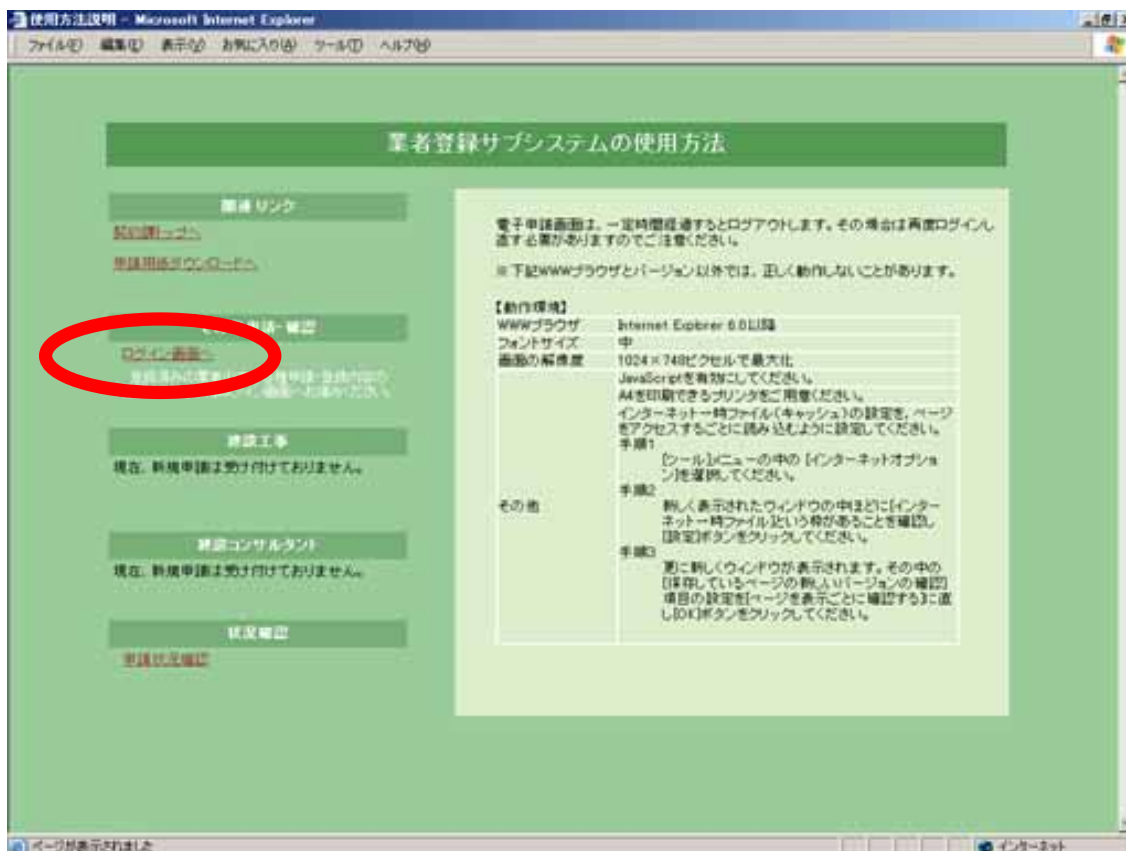 使用方法説明 - Microsoft Internet Explorer
ファイル(F) 編集(E) 表示(V) お気に入り(A) ツール(T) ヘルプ(H)
業者登録サブシステムの使用方法
関連リンク
契約課トップへ
申請用紙ダウンロードへ
申請・確認
ログイン画面へ
建設工事
現在、新規申請は受け付けておりません。
建設コンサルタント
現在、新規申請は受け付けておりません。
状況確認
申請状況確認
電子申請画面は、一定時間経過するとログアウトします。その場合は再度ログインし
直す必要がありますのでご注意ください。
※下記WWWブラウザとバージョン以外では、正しく動作しないことがあります。
【動作環境】
WWWブラウザ Internet Explorer 6.0以降
フォントサイズ 中
画面の解像度 1024×748ピクセルで最大化
JavaScriptを有効にしてください。
A4を印刷できるプリンタをご用意ください。
インターネット一時ファイル(キャッシュ)の設定を、ページ
をアクセスするごとに読み込むように設定してください。
手順1
[ツール]メニューの中の [インターネットオプショ
ン]を選択してください。
手順2
その他 新しく表示されたウィンドウの中ほどに[インター
ネット一時ファイル]という枠があることを確認し
[設定]ボタンをクリックしてください。
手順3
更に新しくウィンドウが表示されます。その中の
[保存しているページの新しいバージョンの確認]
項目の設定を[ページを表示ごとに確認する]に直
し[OK]ボタンをクリックしてください。
ページが表示されました インターネット